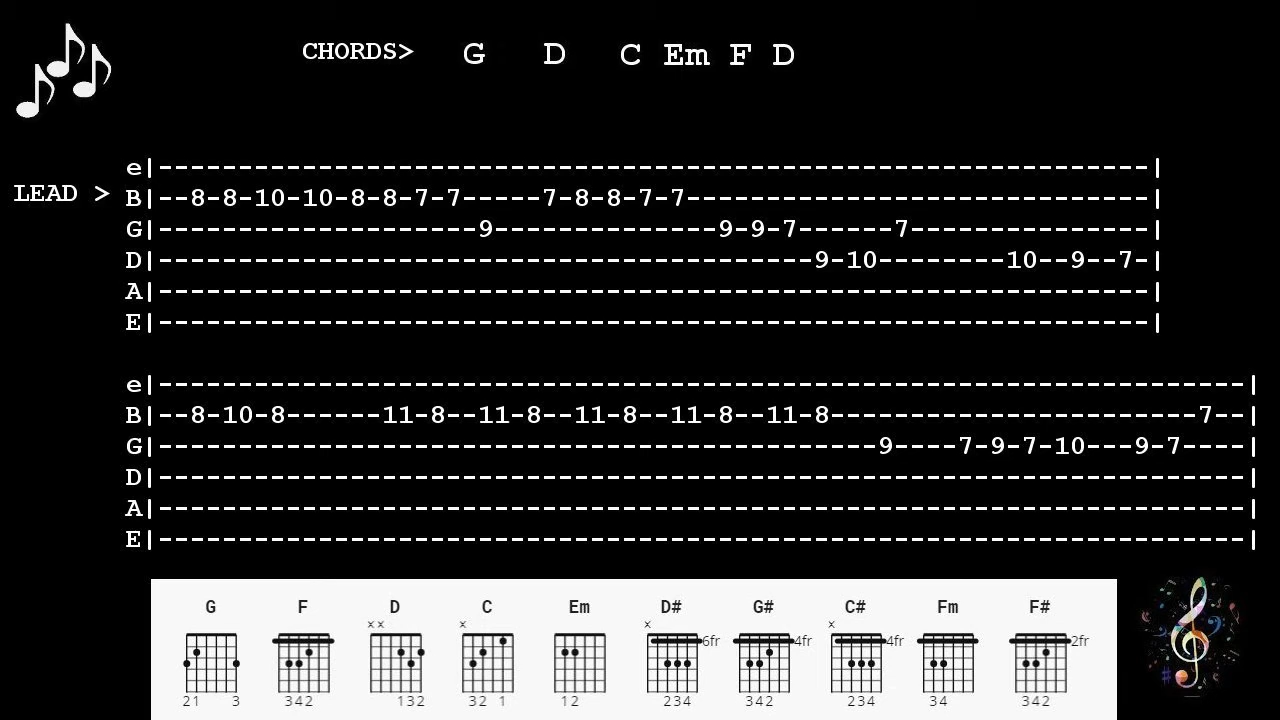 CHORDS> G D C Em F D
LEAD >
e|--------------------------------------------------------------|
B|--8-8-10-10-8-8-7-7-----7-8-8-7-7-----------------------------|
G|--------------------9--------------9-9-7------7---------------|
D|-----------------------------------------9-10--------10--9--7-|
A|--------------------------------------------------------------|
E|--------------------------------------------------------------|
e|--------------------------------------------------------------------|
B|--8-10-8------11-8--11-8--11-8--11-8--11-8-----------------------7--|
G|---------------------------------------------9----7-9-7-10---9-7----|
D|--------------------------------------------------------------------|
A|--------------------------------------------------------------------|
E|--------------------------------------------------------------------|
G F D C Em D# G# C# Fm F#
xx x x x
6fr 4fr 4fr 2fr
21 3 342 132 32 1 12 234 342 234 34 342